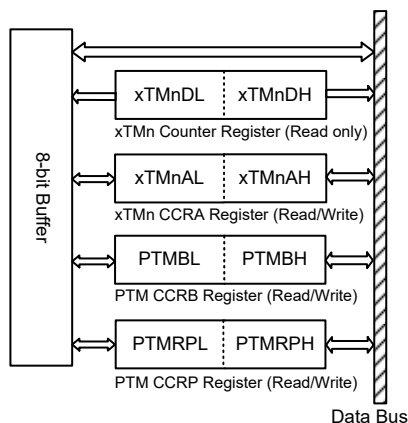 8-bit Buffer
xTMnDL xTMnDH
xTMn Counter Register (Read only)
xTMnAL xTMnAH
xTMn CCRA Register (Read/Write)
PTMBL PTMBH
PTM CCRB Register (Read/Write)
PTMRPL PTMRPH
PTM CCRP Register (Read/Write)
Data Bus